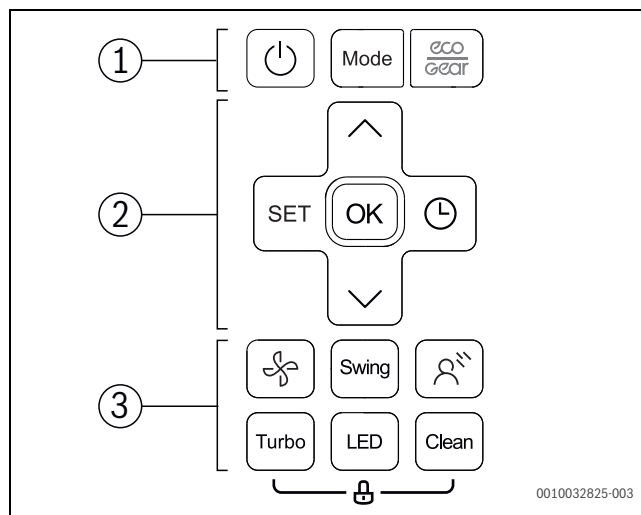 1
Mode
eco
Gear
2
SET
OK
3
Swing
Turbo
LED
Clean
0010032825-003